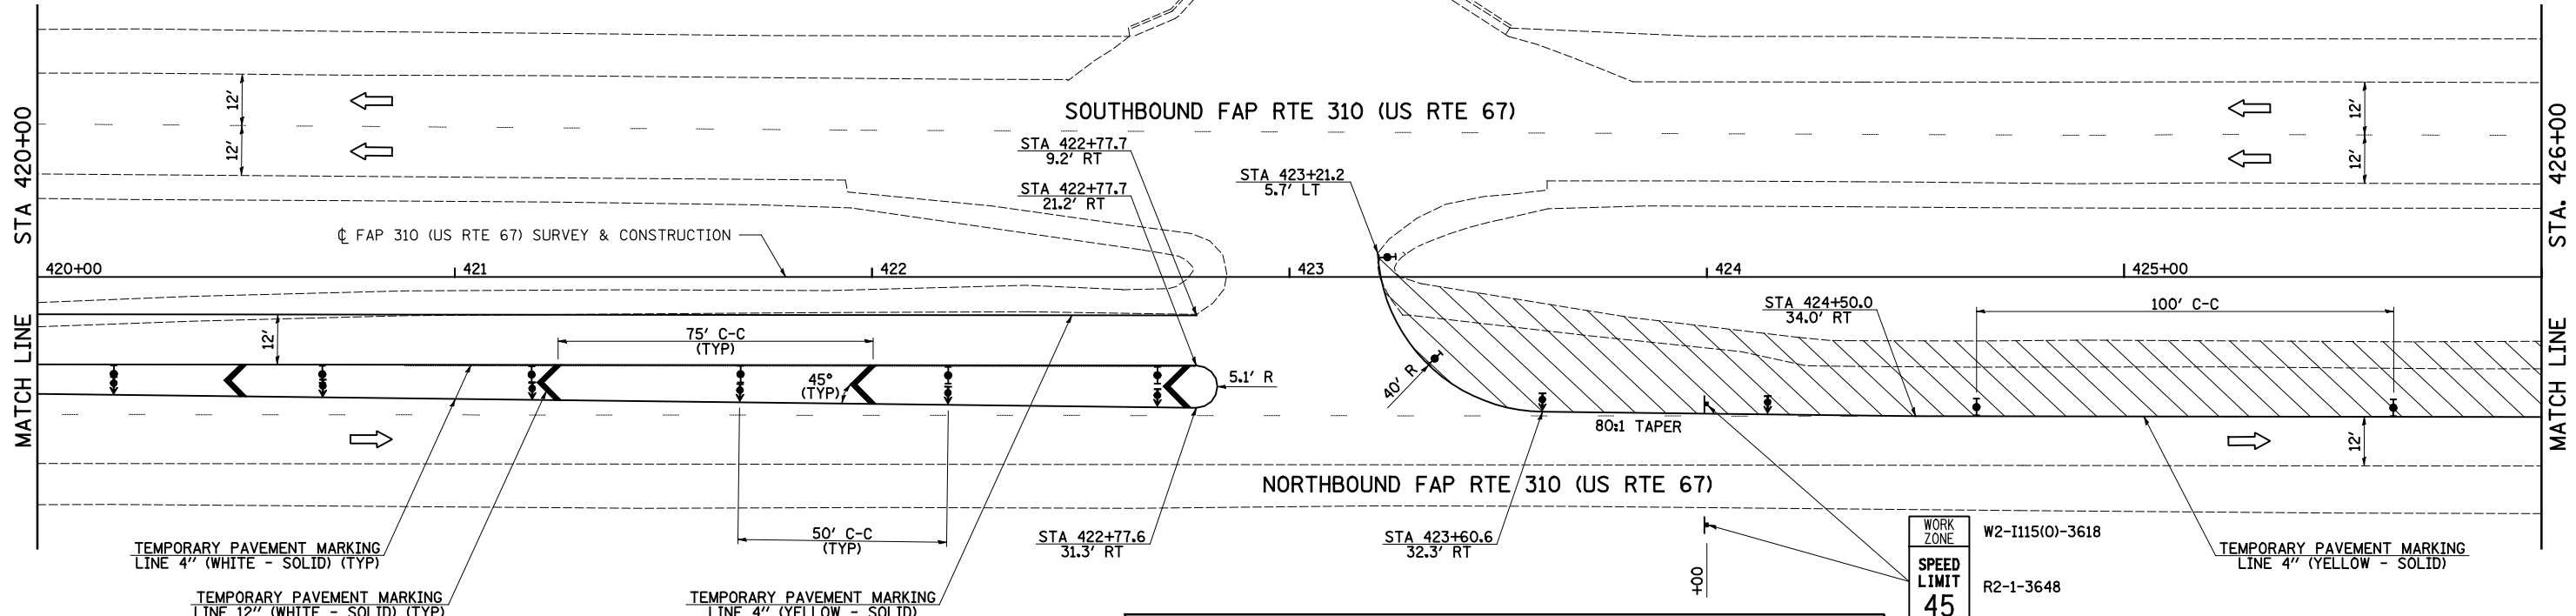 MATCH LINE STA 420+00
MATCH LINE STA. 426+00
12'
12'
12'
12'
SOUTHBOUND FAP RTE 310 (US RTE 67)
STA 422+77.7
9.2' RT
STA 422+77.7
21.2' RT
STA 423+21.2
5.7' LT
℄ FAP 310 (US RTE 67) SURVEY & CONSTRUCTION
420+00
421
422
423
424
425+00
12'
75' C-C
(TYP)
45°
(TYP)
5.1' R
40' R
STA 424+50.0
34.0' RT
100' C-C
80:1 TAPER
12'
NORTHBOUND FAP RTE 310 (US RTE 67)
50' C-C
(TYP)
STA 422+77.6
31.3' RT
STA 423+60.6
32.3' RT
+00
WORK
ZONE
SPEED
LIMIT
45
W2-I115(O)-3618
R2-1-3648
TEMPORARY PAVEMENT MARKING
LINE 4" (WHITE - SOLID) (TYP)
TEMPORARY PAVEMENT MARKING
LINE 12" (WHITE - SOLID) (TYP)
TEMPORARY PAVEMENT MARKING
LINE 4" (YELLOW - SOLID)
TEMPORARY PAVEMENT MARKING
LINE 4" (YELLOW - SOLID)